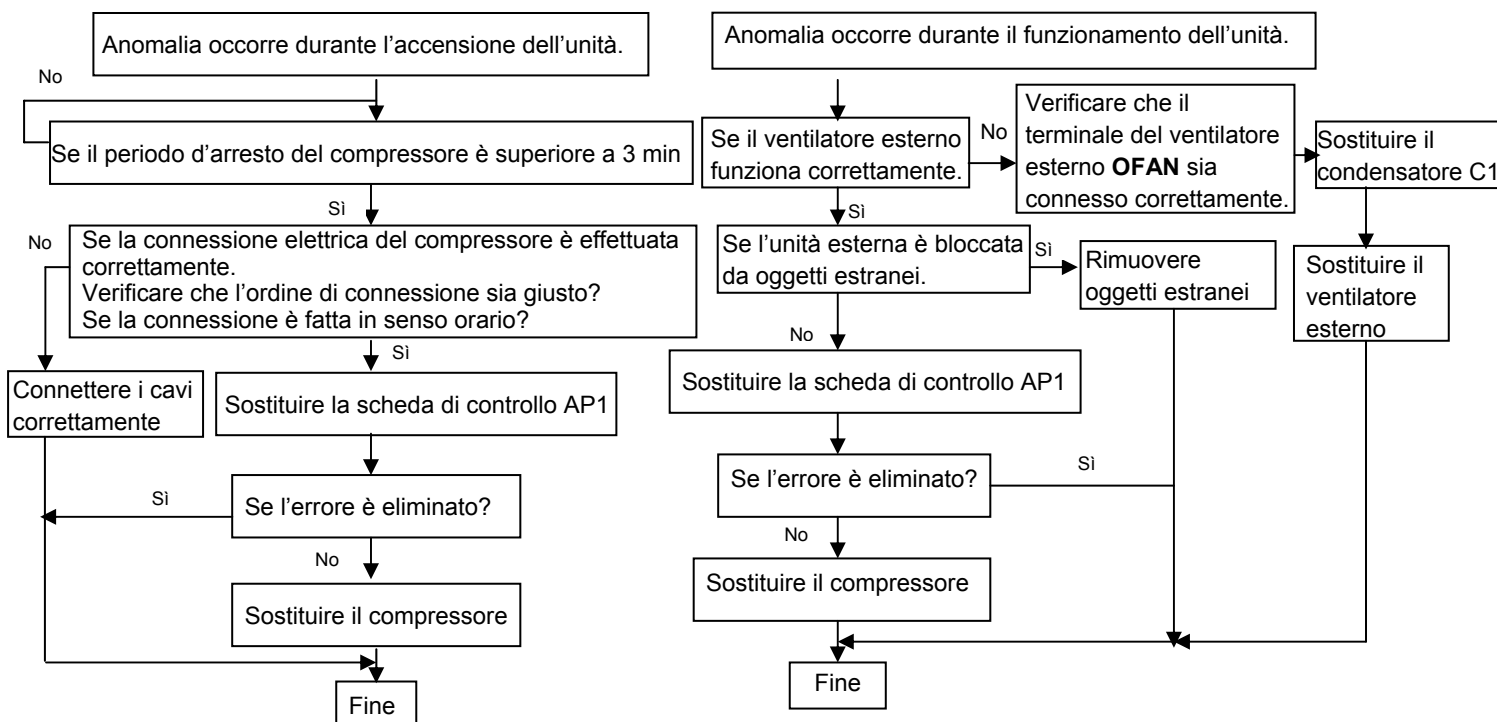 Anomalia occorre durante l'accensione dell'unità.
No
Se il periodo d'arresto del compressore è superiore a 3 min
Sì
No
Se la connessione elettrica del compressore è effettuata
correttamente.
Verificare che l'ordine di connessione sia giusto?
Se la connessione è fatta in senso orario?
Sì
Connettere i cavi
correttamente
Sostituire la scheda di controllo AP1
Sì
Se l'errore è eliminato?
No
Sostituire il compressore
Fine
Anomalia occorre durante il funzionamento dell'unità.
Se il ventilatore esterno
funziona correttamente.
No
Verificare che il
terminale del ventilatore
esterno OFAN sia
connesso correttamente.
Sostituire il
condensatore C1
Sì
Se l'unità esterna è bloccata
da oggetti estranei.
Sì
Rimuovere
oggetti estranei
Sostituire il
ventilatore
esterno
No
Sostituire la scheda di controllo AP1
Se l'errore è eliminato?
Sì
No
Sostituire il compressore
Fine